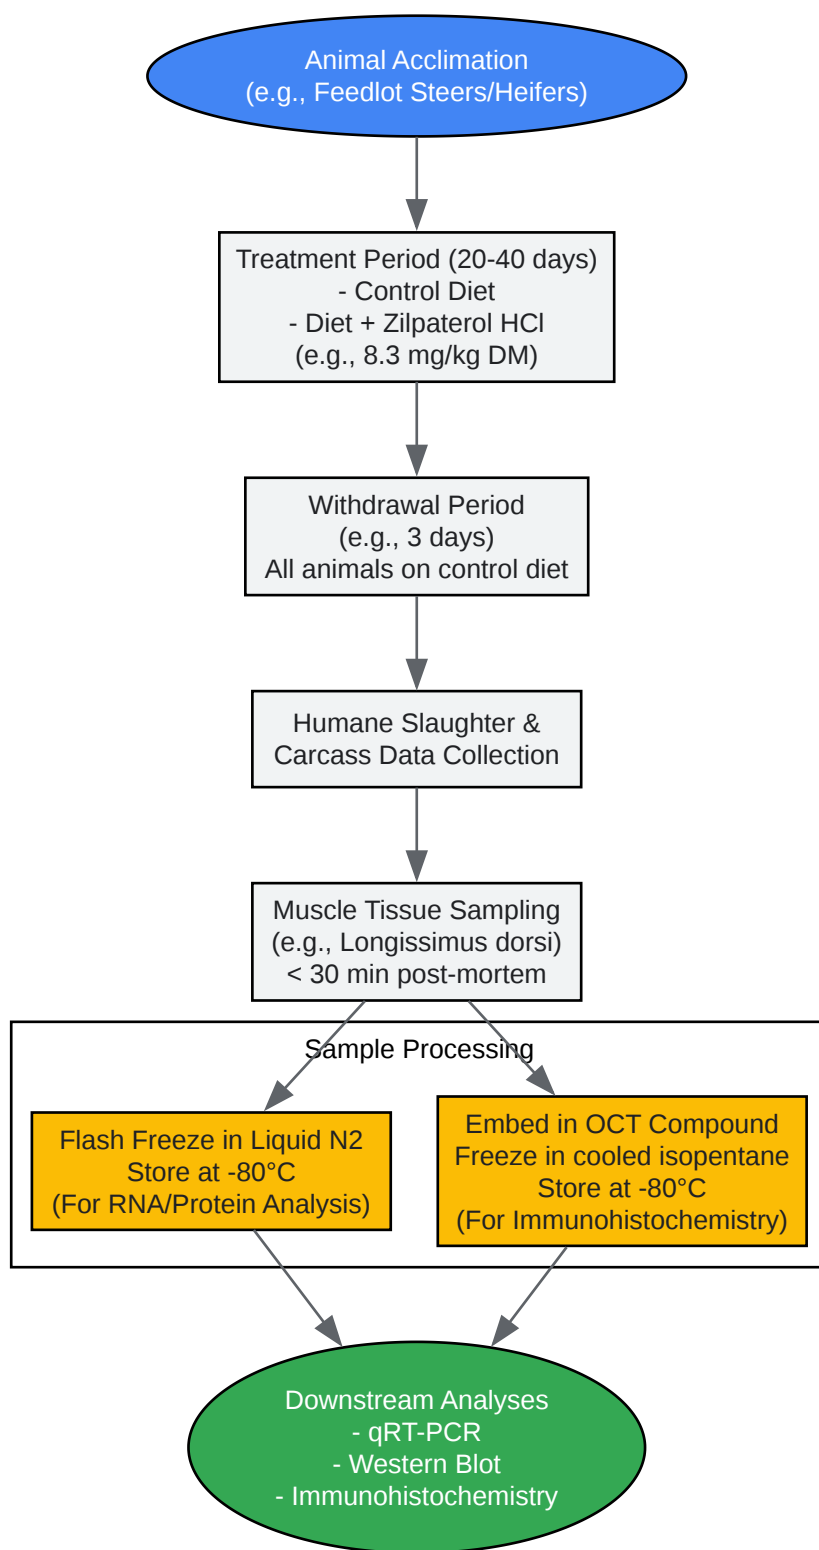 Animal Acclimation
(e.g., Feedlot Steers/Heifers)
Treatment Period (20-40 days)
- Control Diet
- Diet + Zilpaterol HCl
(e.g., 8.3 mg/kg DM)
Withdrawal Period
(e.g., 3 days)
All animals on control diet
Humane Slaughter &
Carcass Data Collection
Muscle Tissue Sampling
(e.g., Longissimus dorsi)
< 30 min post-mortem
Sample Processing
Flash Freeze in Liquid N2
Store at -80°C
(For RNA/Protein Analysis)
Embed in OCT Compound
Freeze in cooled isopentane
Store at -80°C
(For Immunohistochemistry)
Downstream Analyses
- qRT-PCR
- Western Blot
- Immunohistochemistry